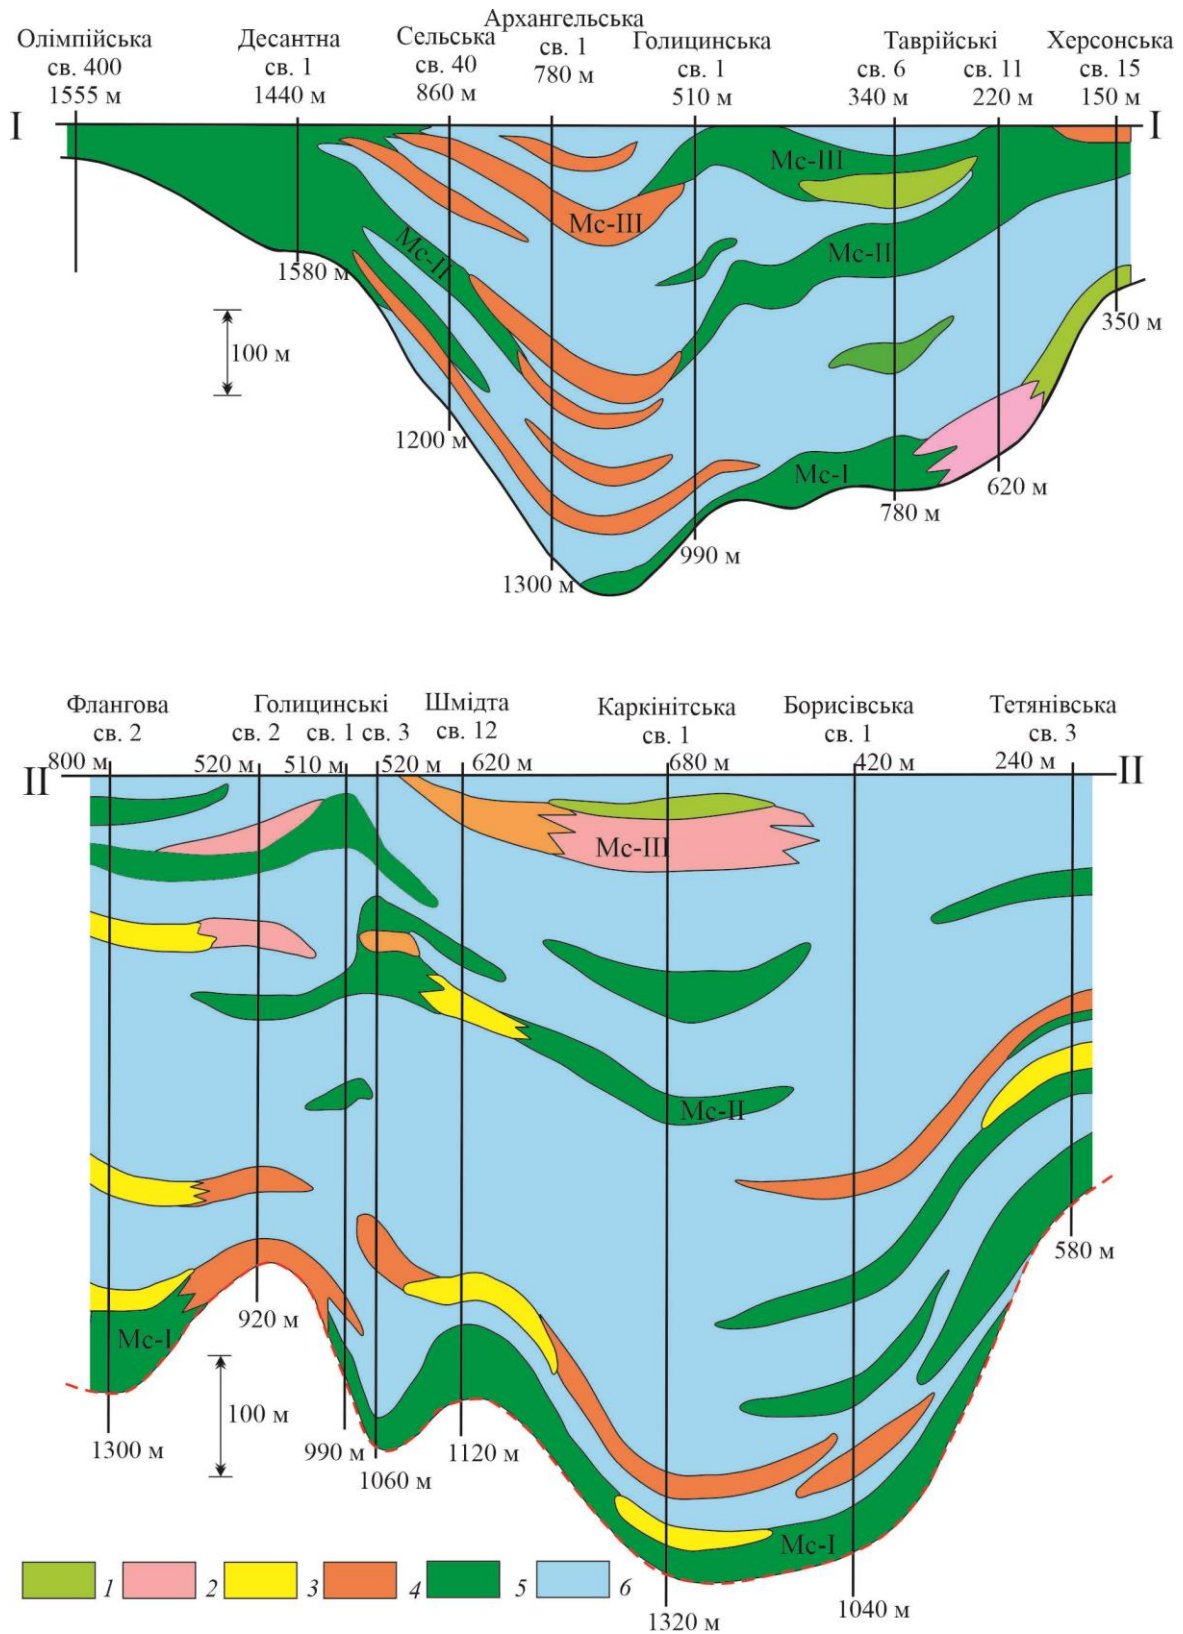 Олімпійська
св. 400
1555 м
Десантна
св. 1
1440 м
Сельська
св. 40
860 м
Архангельська
св. 1
780 м
Голицинська
св. 1
510 м
Таврійські
св. 6
340 м
св. 11
220 м
Херсонська
св. 15
150 м
I
I
Мс-III
Мс-III
Мс-II
Мс-II
1580 м
100 м
350 м
1200 м
Мс-I
620 м
780 м
990 м
1300 м
Флангова
св. 2
800 м
Голицинські
св. 2
520 м
св. 1
510 м
св. 3
520 м
Шмідта
св. 12
620 м
Каркінітська
св. 1
680 м
Борисівська
св. 1
420 м
Тетянівська
св. 3
240 м
II
II
Мс-III
Мс-II
580 м
920 м
Мс-I
100 м
1300 м
990 м
1060 м
1120 м
Мс-I
1 2 3 4 5 6
1320 м
1040 м